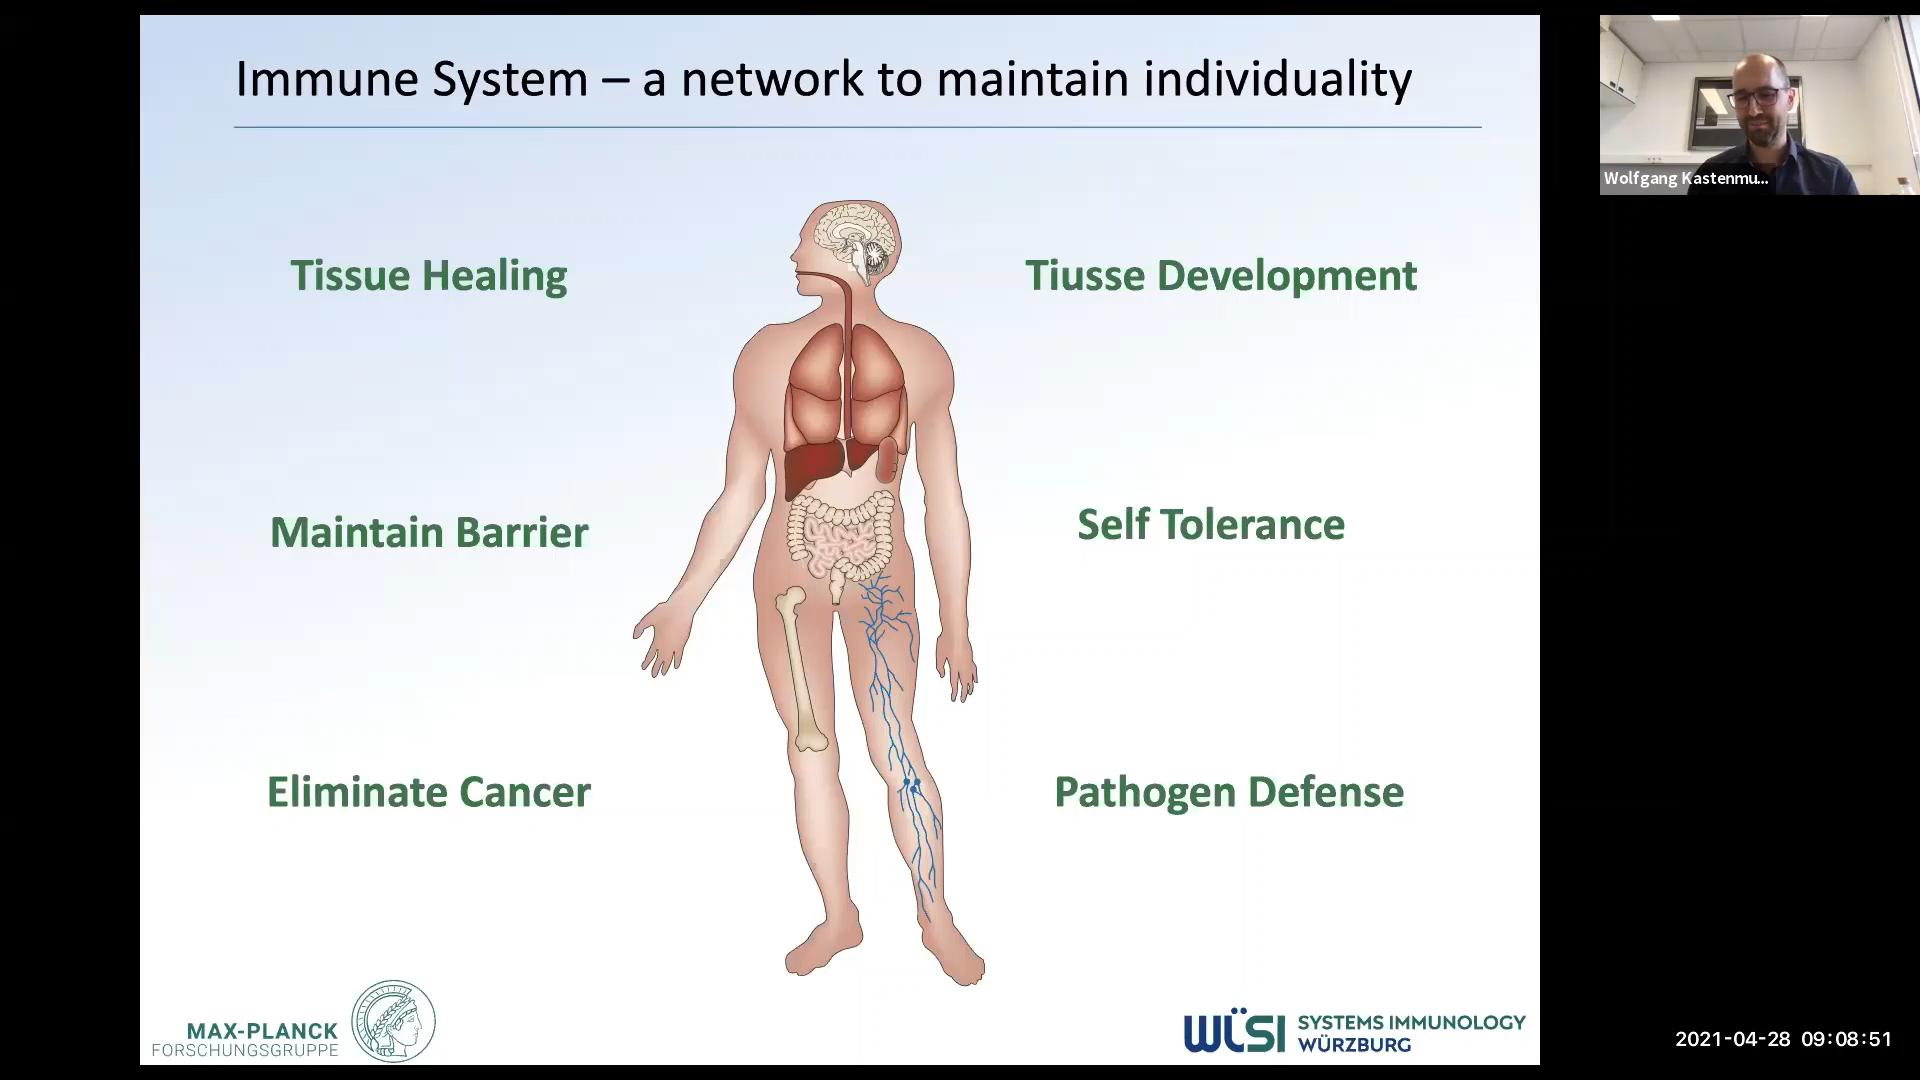 Immune System – a network to maintain individuality
Wolfgang Kastenmu...
Tissue Healing
Tiusse Development
Maintain Barrier
Self Tolerance
Eliminate Cancer
Pathogen Defense
MAX-PLANCK
FORSCHUNGSGRUPPE
WÜSI
SYSTEMS IMMUNOLOGY
WÜRZBURG
2021-04-28 09:08:51